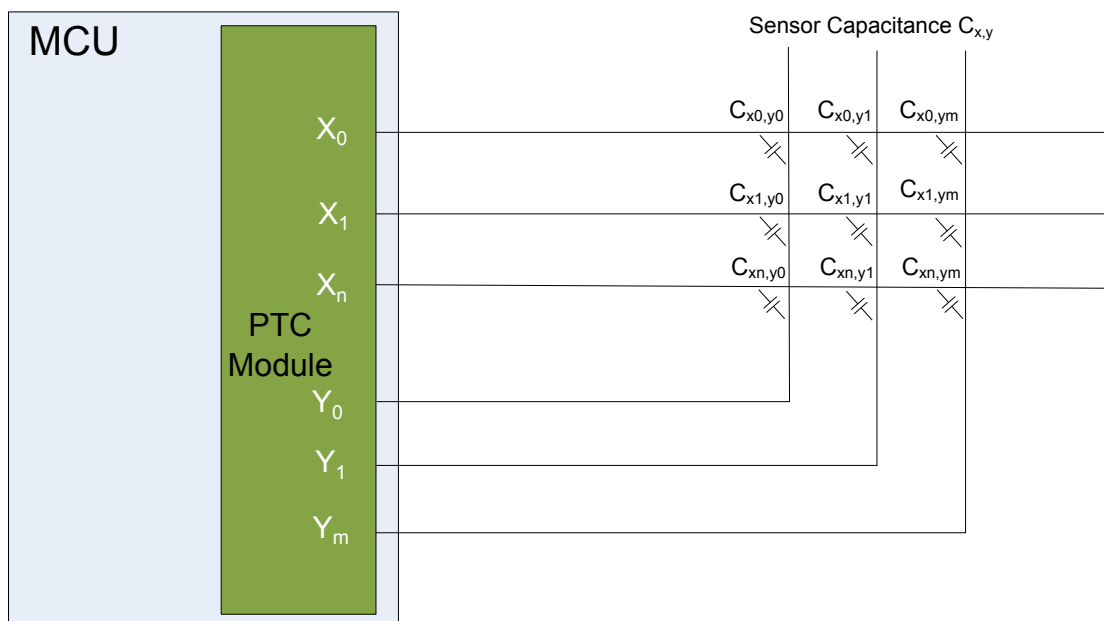 MCU
Sensor Capacitance Cx,y
X0
Cx0,y0 Cx0,y1 Cx0,ym
X1
Cx1,y0 Cx1,y1 Cx1,ym
Xn
Cxn,y0 Cxn,y1 Cxn,ym
PTC
Module
Y0
Y1
Ym